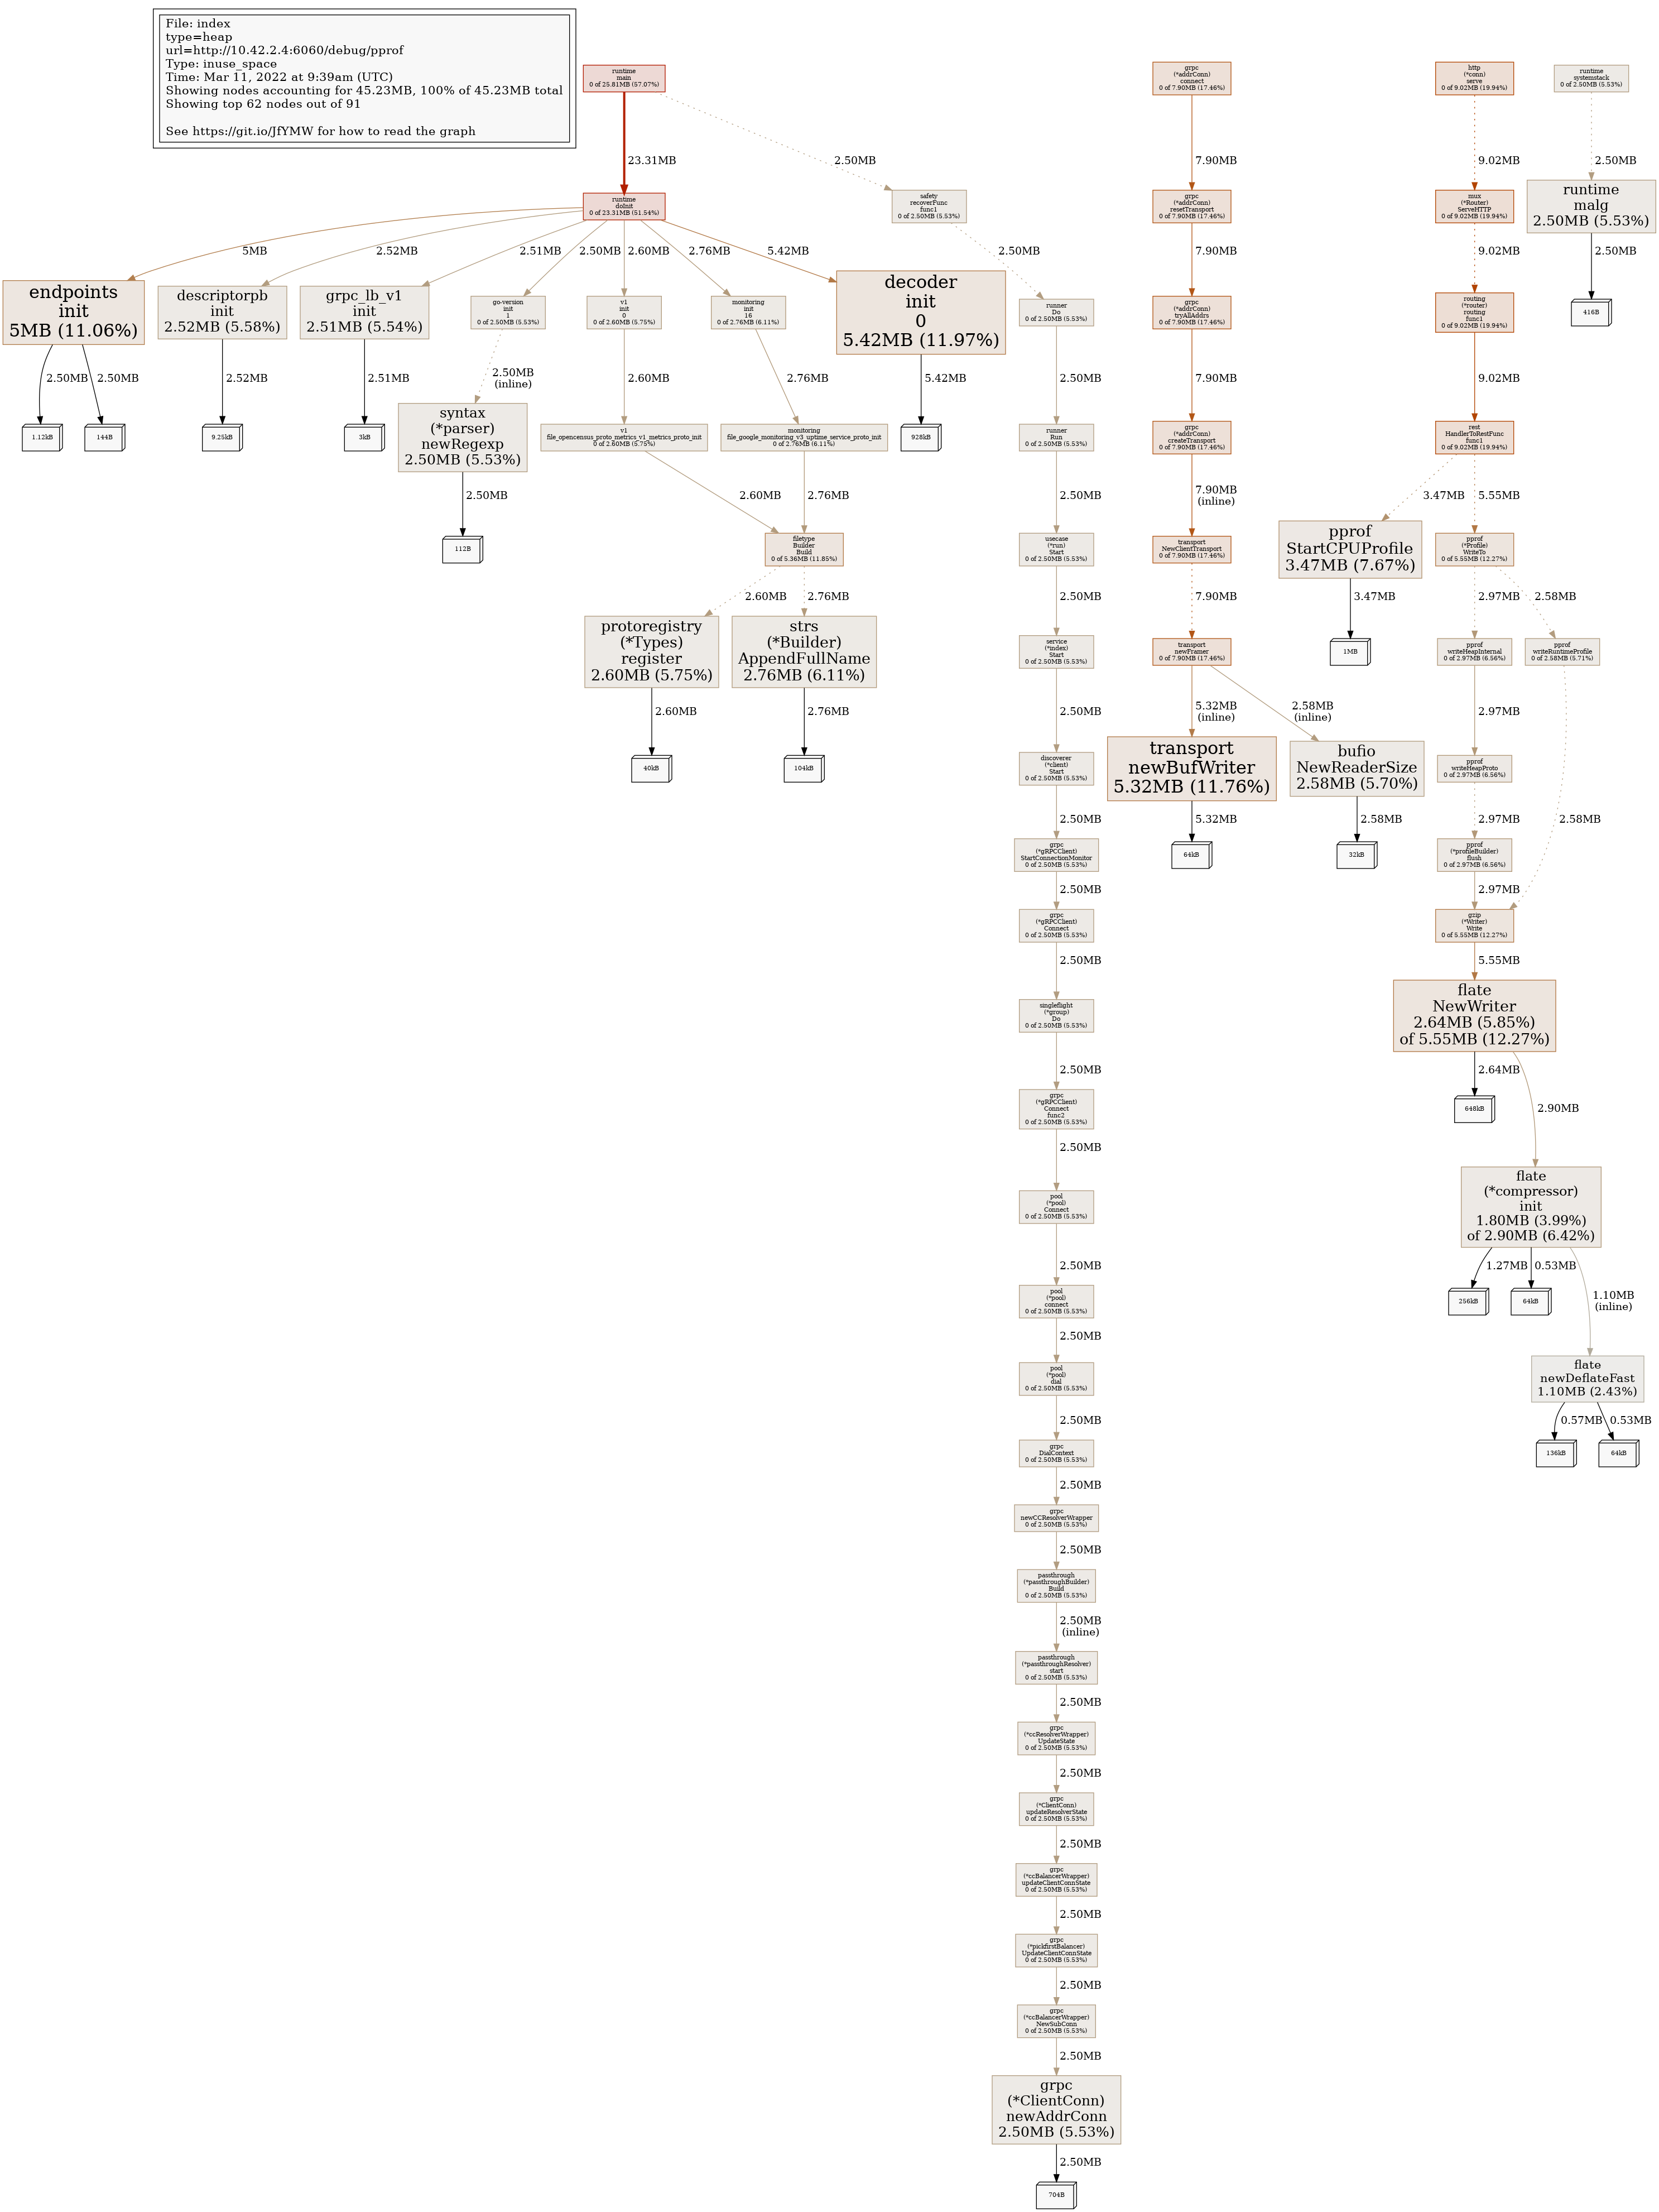 File: index
type=heap
url=http://10.42.2.4:6060/debug/pprof
Type: inuse_space
Time: Mar 11, 2022 at 9:39am (UTC)
Showing nodes accounting for 45.23MB, 100% of 45.23MB total
Showing top 62 nodes out of 91
See https://git.io/JfYMW for how to read the graph
runtime
main
0 of 25.81MB (57.07%)
grpc
(*addrConn)
connect
0 of 7.90MB (17.46%)
http
(*conn)
serve
0 of 9.02MB (19.94%)
runtime
systemstack
0 of 2.50MB (5.53%)
23.31MB
2.50MB
7.90MB
9.02MB
2.50MB
runtime
doInit
0 of 23.31MB (51.54%)
safety
recoverFunc
func1
0 of 2.50MB (5.53%)
grpc
(*addrConn)
resetTransport
0 of 7.90MB (17.46%)
mux
(*Router)
ServeHTTP
0 of 9.02MB (19.94%)
runtime
malg
2.50MB (5.53%)
5MB
2.52MB
2.51MB
2.50MB
2.60MB
2.76MB
5.42MB
2.50MB
7.90MB
9.02MB
2.50MB
endpoints
init
5MB (11.06%)
descriptorpb
init
2.52MB (5.58%)
grpc_lb_v1
init
2.51MB (5.54%)
go-version
init
1
0 of 2.50MB (5.53%)
v1
init
0
0 of 2.60MB (5.75%)
monitoring
init
16
0 of 2.76MB (6.11%)
decoder
init
0
5.42MB (11.97%)
runner
Do
0 of 2.50MB (5.53%)
grpc
(*addrConn)
tryAllAddrs
0 of 7.90MB (17.46%)
routing
(*router)
routing
func1
0 of 9.02MB (19.94%)
416B
2.50MB
2.50MB
2.52MB
2.51MB
2.50MB
(inline)
2.60MB
2.76MB
5.42MB
2.50MB
7.90MB
9.02MB
1.12kB
144B
9.25kB
3kB
syntax
(*parser)
newRegexp
2.50MB (5.53%)
v1
file_opencensus_proto_metrics_v1_metrics_proto_init
0 of 2.60MB (5.75%)
monitoring
file_google_monitoring_v3_uptime_service_proto_init
0 of 2.76MB (6.11%)
928kB
runner
Run
0 of 2.50MB (5.53%)
grpc
(*addrConn)
createTransport
0 of 7.90MB (17.46%)
rest
HandlerToRestFunc
func1
0 of 9.02MB (19.94%)
2.50MB
2.60MB
2.76MB
2.50MB
7.90MB
(inline)
3.47MB
5.55MB
112B
filetype
Builder
Build
0 of 5.36MB (11.85%)
usecase
(*run)
Start
0 of 2.50MB (5.53%)
transport
NewClientTransport
0 of 7.90MB (17.46%)
pprof
StartCPUProfile
3.47MB (7.67%)
pprof
(*Profile)
WriteTo
0 of 5.55MB (12.27%)
2.60MB
2.76MB
2.50MB
7.90MB
3.47MB
2.97MB
2.58MB
protoregistry
(*Types)
register
2.60MB (5.75%)
strs
(*Builder)
AppendFullName
2.76MB (6.11%)
service
(*index)
Start
0 of 2.50MB (5.53%)
transport
newFramer
0 of 7.90MB (17.46%)
1MB
pprof
writeHeapInternal
0 of 2.97MB (6.56%)
pprof
writeRuntimeProfile
0 of 2.58MB (5.71%)
2.60MB
2.76MB
2.50MB
5.32MB
(inline)
2.58MB
(inline)
2.97MB
40kB
104kB
discoverer
(*client)
Start
0 of 2.50MB (5.53%)
transport
newBufWriter
5.32MB (11.76%)
bufio
NewReaderSize
2.58MB (5.70%)
pprof
writeHeapProto
0 of 2.97MB (6.56%)
2.50MB
5.32MB
2.58MB
2.97MB
2.58MB
grpc
(*gRPCClient)
StartConnectionMonitor
0 of 2.50MB (5.53%)
64kB
32kB
pprof
(*profileBuilder)
flush
0 of 2.97MB (6.56%)
2.50MB
2.97MB
grpc
(*gRPCClient)
Connect
0 of 2.50MB (5.53%)
gzip
(*Writer)
Write
0 of 5.55MB (12.27%)
2.50MB
5.55MB
singleflight
(*group)
Do
0 of 2.50MB (5.53%)
flate
NewWriter
2.64MB (5.85%)
of 5.55MB (12.27%)
2.50MB
2.64MB
2.90MB
grpc
(*gRPCClient)
Connect
func2
0 of 2.50MB (5.53%)
648kB
2.50MB
pool
(*pool)
Connect
0 of 2.50MB (5.53%)
flate
(*compressor)
init
1.80MB (3.99%)
of 2.90MB (6.42%)
2.50MB
1.27MB
0.53MB
1.10MB
(inline)
pool
(*pool)
connect
0 of 2.50MB (5.53%)
256kB
64kB
2.50MB
pool
(*pool)
dial
0 of 2.50MB (5.53%)
flate
newDeflateFast
1.10MB (2.43%)
2.50MB
0.57MB
0.53MB
grpc
DialContext
0 of 2.50MB (5.53%)
136kB
64kB
2.50MB
grpc
newCCResolverWrapper
0 of 2.50MB (5.53%)
2.50MB
passthrough
(*passthroughBuilder)
Build
0 of 2.50MB (5.53%)
2.50MB
(inline)
passthrough
(*passthroughResolver)
start
0 of 2.50MB (5.53%)
2.50MB
grpc
(*ccResolverWrapper)
UpdateState
0 of 2.50MB (5.53%)
2.50MB
grpc
(*ClientConn)
updateResolverState
0 of 2.50MB (5.53%)
2.50MB
grpc
(*ccBalancerWrapper)
updateClientConnState
0 of 2.50MB (5.53%)
2.50MB
grpc
(*pickfirstBalancer)
UpdateClientConnState
0 of 2.50MB (5.53%)
2.50MB
grpc
(*ccBalancerWrapper)
NewSubConn
0 of 2.50MB (5.53%)
2.50MB
grpc
(*ClientConn)
newAddrConn
2.50MB (5.53%)
2.50MB
704B